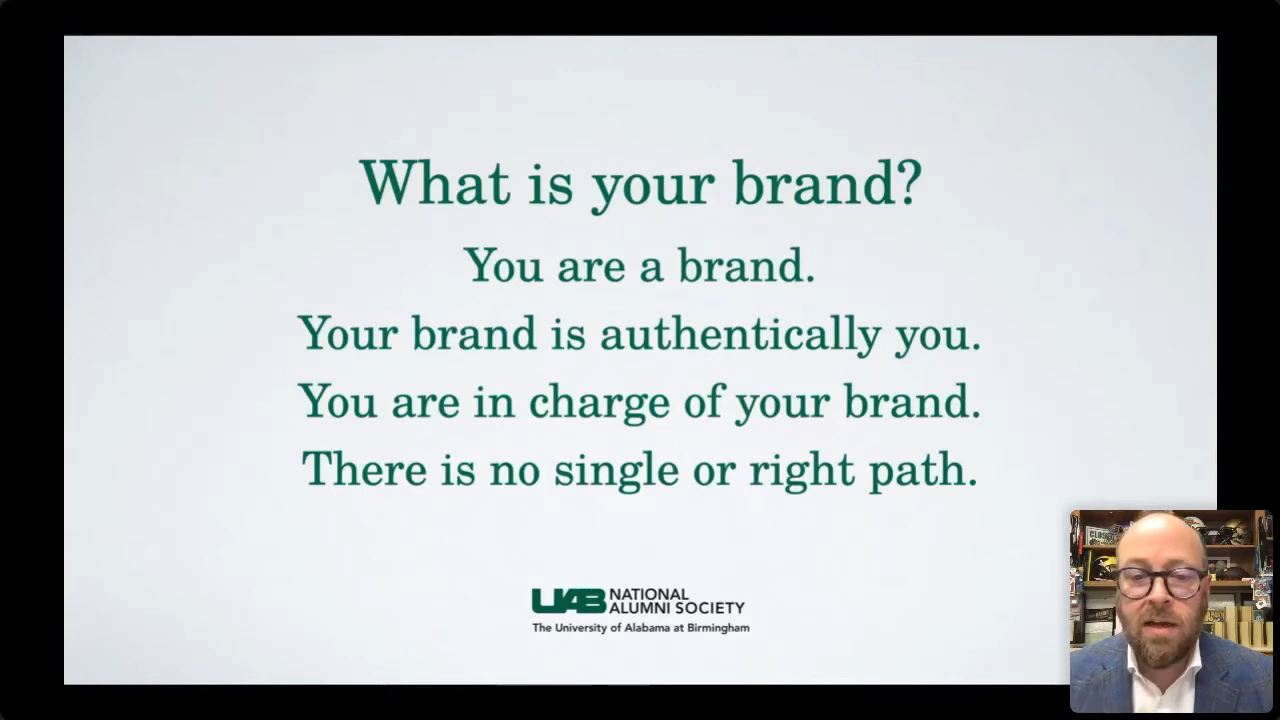 What is your brand?
You are a brand.
Your brand is authentically you.
You are in charge of your brand.
There is no single or right path.
UAB NATIONAL
ALUMNI SOCIETY
The University of Alabama at Birmingham